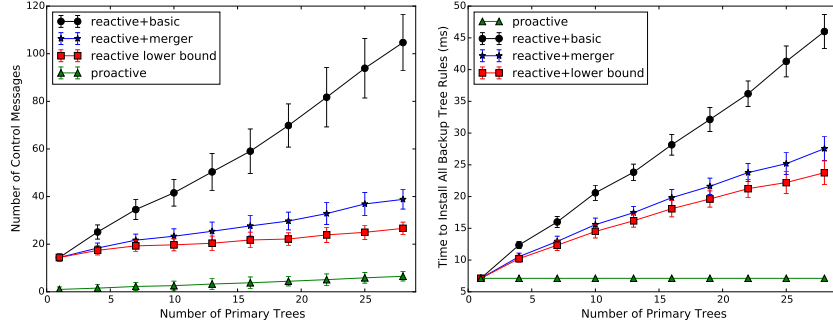 120
100
80
60
40
20
0
0
5
10
15
20
25
Number of Control Messages
Number of Primary Trees
reactive+basic
reactive+merger
reactive lower bound
proactive
50
45
40
35
30
25
20
15
10
5
0
5
10
15
20
25
Time to Install All Backup Tree Rules (ms)
Number of Primary Trees
proactive
reactive+basic
reactive+merger
reactive+lower bound